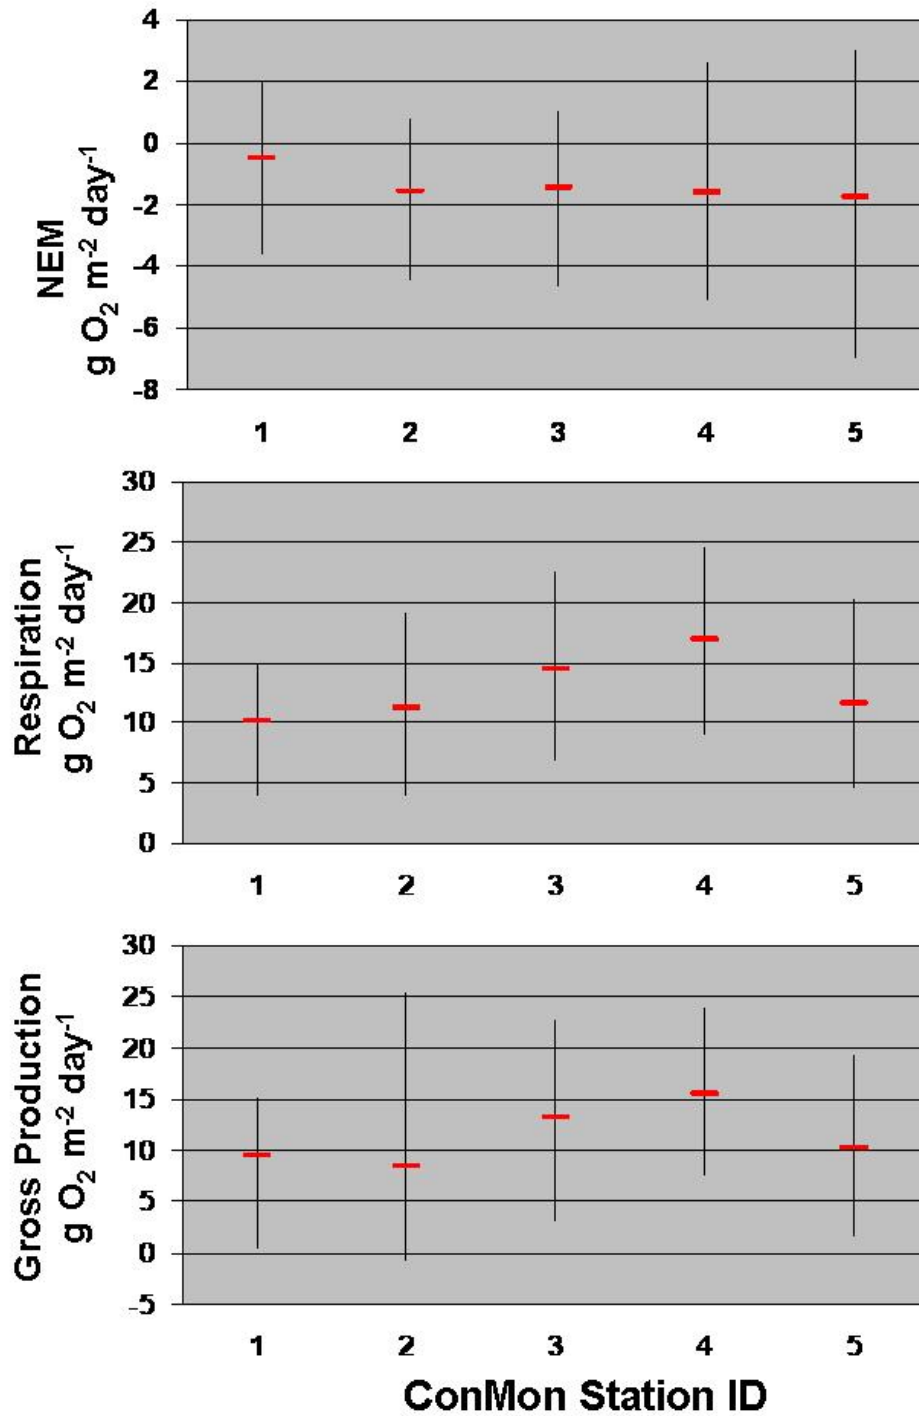 NEM
g O₂ m⁻² day⁻¹
4
2
0
-2
-4
-6
-8
1 2 3 4 5
Respiration
g O₂ m⁻² day⁻¹
30
25
20
15
10
5
0
1 2 3 4 5
Gross Production
g O₂ m⁻² day⁻¹
30
25
20
15
10
5
0
-5
1 2 3 4 5
ConMon Station ID